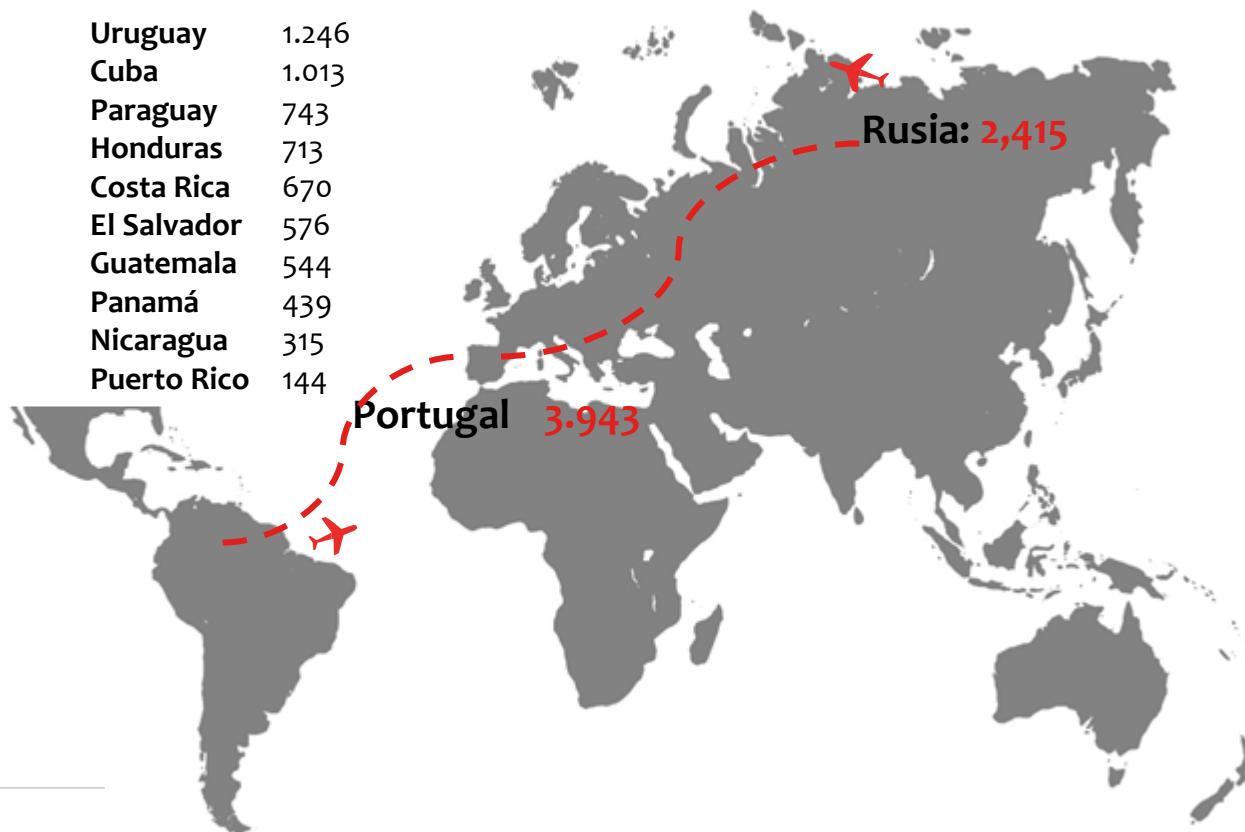 Uruguay 1.246
Cuba 1.013
Paraguay 743
Honduras 713
Costa Rica 670
El Salvador 576
Guatemala 544
Panamá 439
Nicaragua 315
Puerto Rico 144
Rusia: 2,415
Portugal 3.943